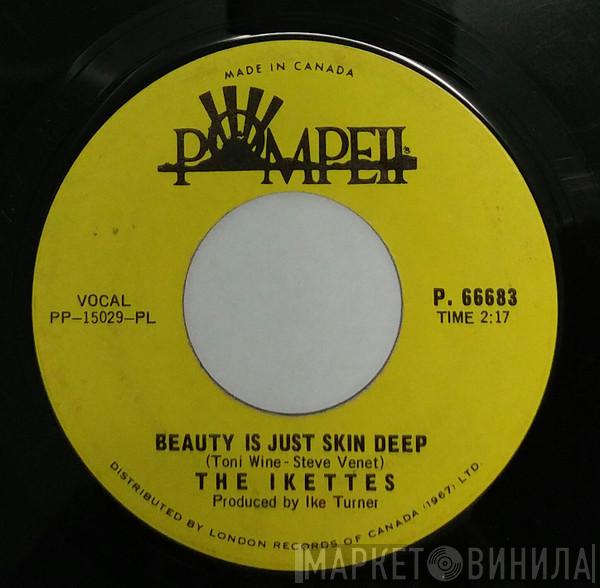 MADE IN CANADA
POMPEII
VOCAL
PP-15029-PL
P. 66683
TIME 2:17
BEAUTY IS JUST SKIN DEEP
(Toni Wine - Steve Venet)
THE IKETTES
Produced by Ike Turner
DISTRIBUTED BY LONDON RECORDS OF CANADA (1967) LTD.
МАРКЕТ ВИНИЛА